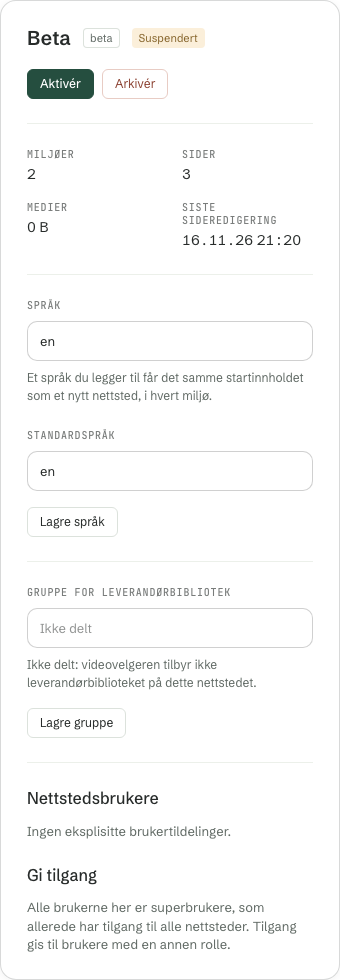 Beta beta Suspendert
Aktivér Arkivér
MILJØER SIDER
2 3
MEDIER SISTE SIDEREDIGERING
0 B 16.11.26 21:20
SPRÅK
en
Et språk du legger til får det samme startinnholdet
som et nytt nettsted, i hvert miljø.
STANDARDSPRÅK
en
Lagre språk
GRUPPE FOR LEVERANDØRBIBLIOTEK
Ikke delt
Ikke delt: videovelgeren tilbyr ikke
leverandørbiblioteket på dette nettstedet.
Lagre gruppe
Nettstedsbrukere
Ingen eksplisitte brukertildelinger.
Gi tilgang
Alle brukerne her er superbrukere, som
allerede har tilgang til alle nettsteder. Tilgang
gis til brukere med en annen rolle.